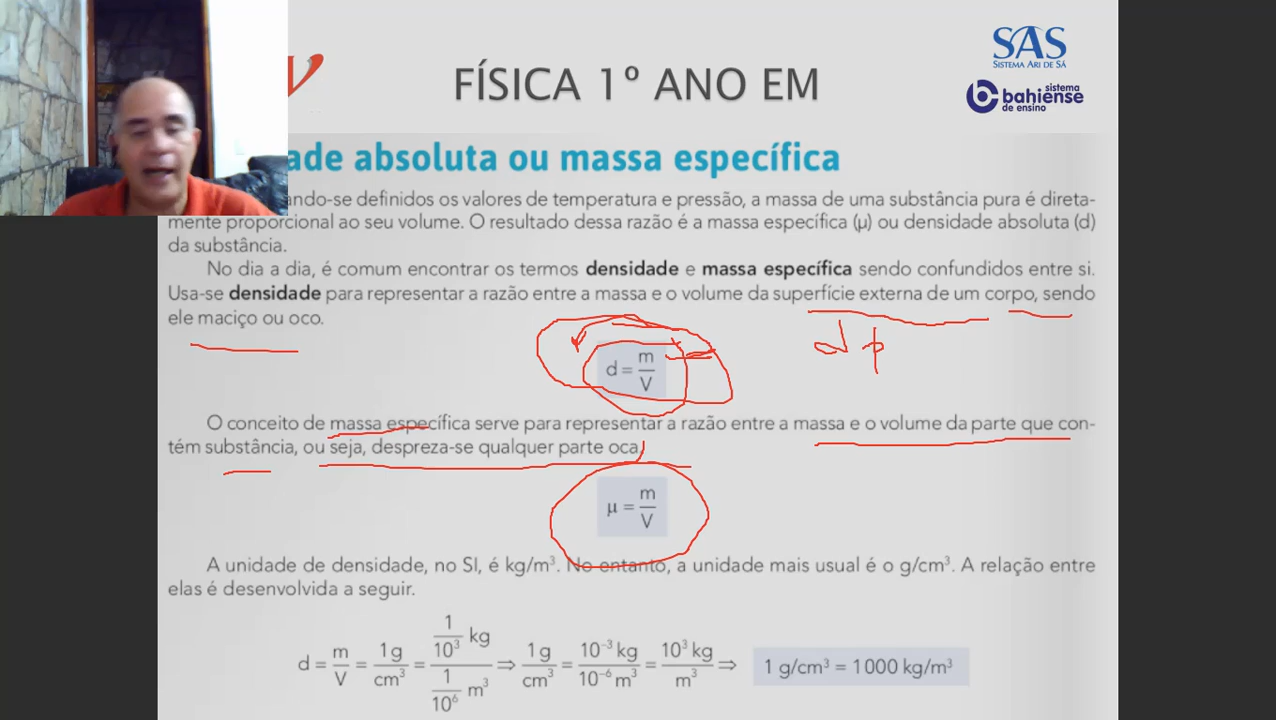 FÍSICA 1º ANO EM
SAS
SISTEMA ARI DE SÁ
sistema
bahiense
de ensino
ade absoluta ou massa específica
ando-se definidos os valores de temperatura e pressão, a massa de uma substância pura é direta-
mente proporcional ao seu volume. O resultado dessa razão é a massa específica (μ) ou densidade absoluta (d)
da substância.
No dia a dia, é comum encontrar os termos densidade e massa específica sendo confundidos entre si.
Usa-se densidade para representar a razão entre a massa e o volume da superfície externa de um corpo, sendo
ele maciço ou oco.
d = m/V
d
O conceito de massa específica serve para representar a razão entre a massa e o volume da parte que con-
tém substância, ou seja, despreza-se qualquer parte oca.
μ = m/V
A unidade de densidade, no SI, é kg/m³. No entanto, a unidade mais usual é o g/cm³. A relação entre
elas é desenvolvida a seguir.
d = m/V = 1 g/cm³ = (1/10³ kg)/(1/10⁶ m³) ⇒ 1 g/cm³ = 10⁻³ kg/10⁻⁶ m³ = 10³ kg/m³ ⇒ 1 g/cm³ = 1 000 kg/m³